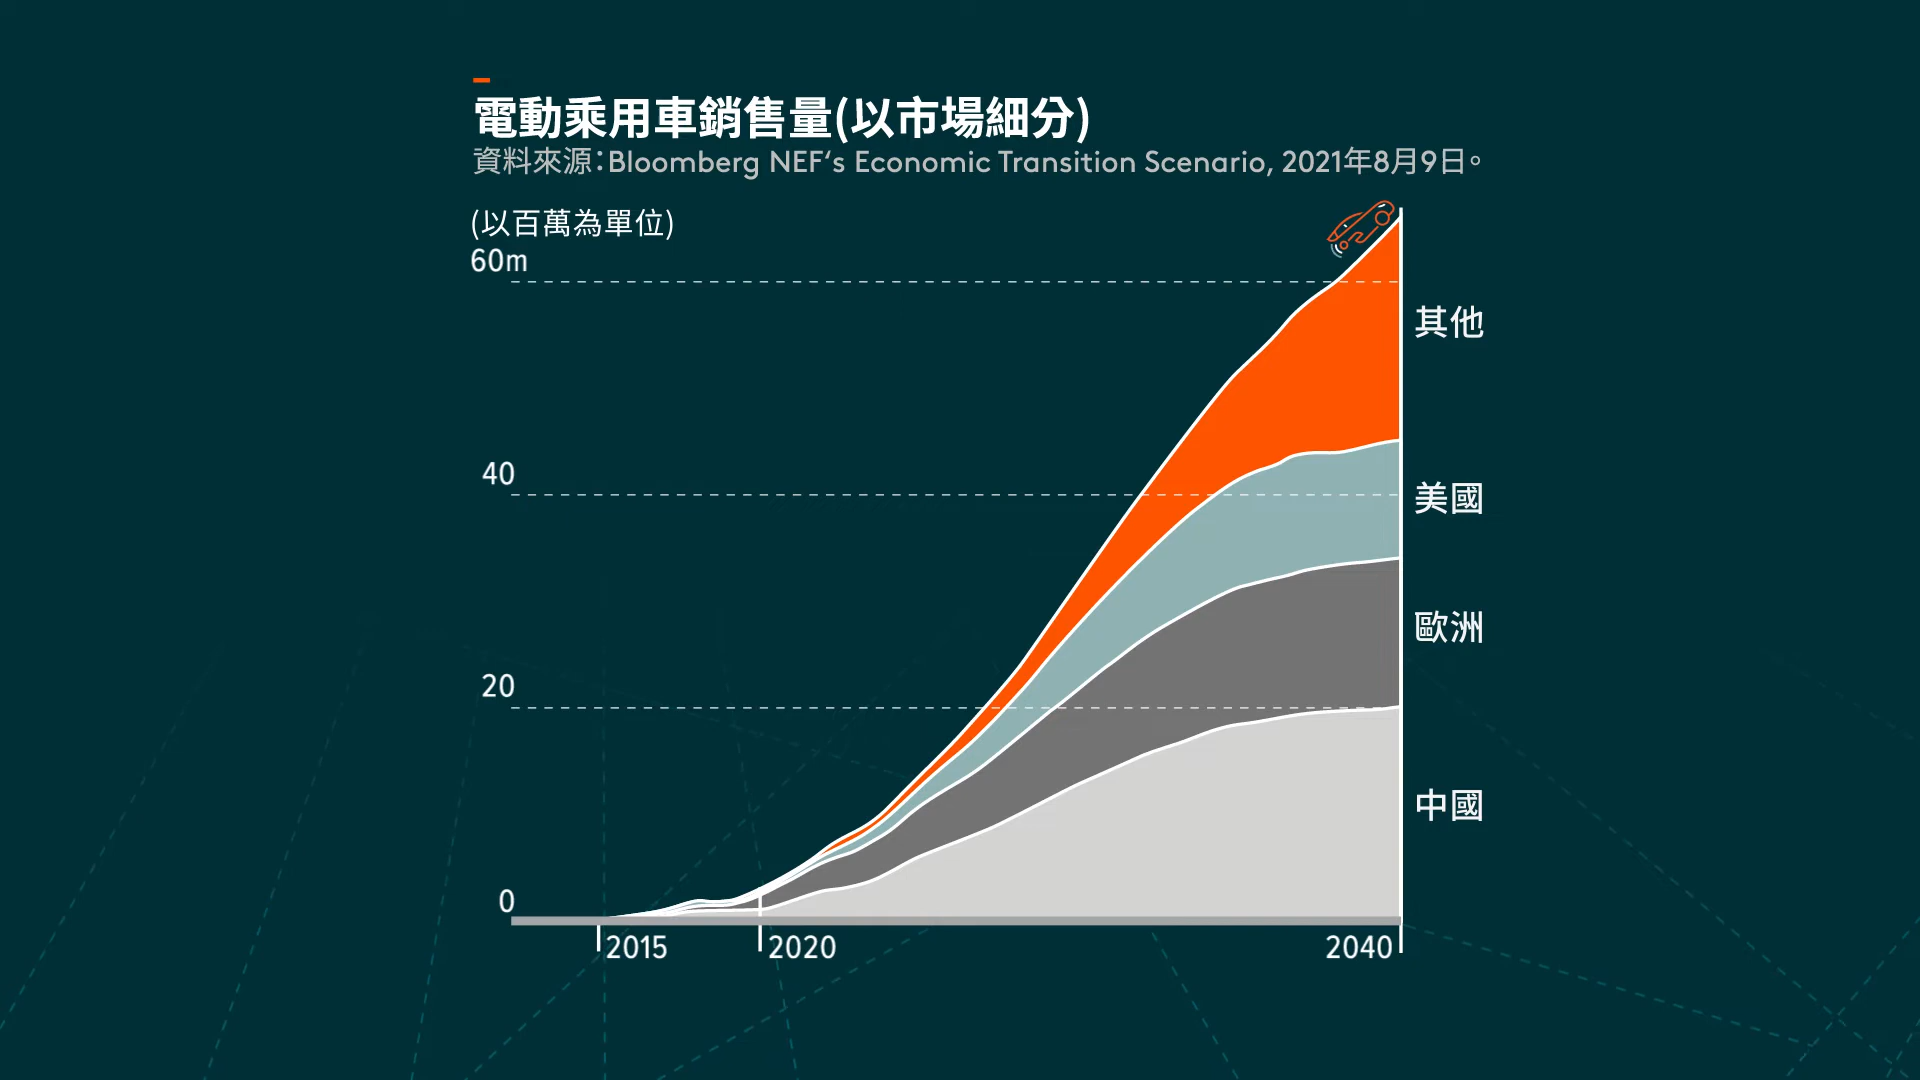 電動乘用車銷售量(以市場細分)
資料來源：Bloomberg NEF‘s Economic Transition Scenario, 2021年8月9日。
(以百萬為單位)
60m
40
20
0
其他
美國
歐洲
中國
2015
2020
2040